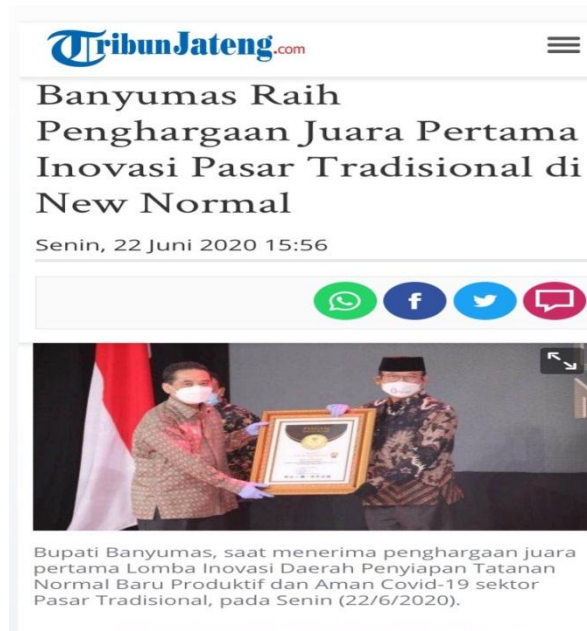 TribunJateng.com
Banyumas Raih
Penghargaan Juara Pertama
Inovasi Pasar Tradisional di
New Normal
Senin, 22 Juni 2020 15:56
Bupati Banyumas, saat menerima penghargaan juara
pertama Lomba Inovasi Daerah Penyiapan Tatanan
Normal Baru Produktif dan Aman Covid-19 sektor
Pasar Tradisional, pada Senin (22/6/2020).